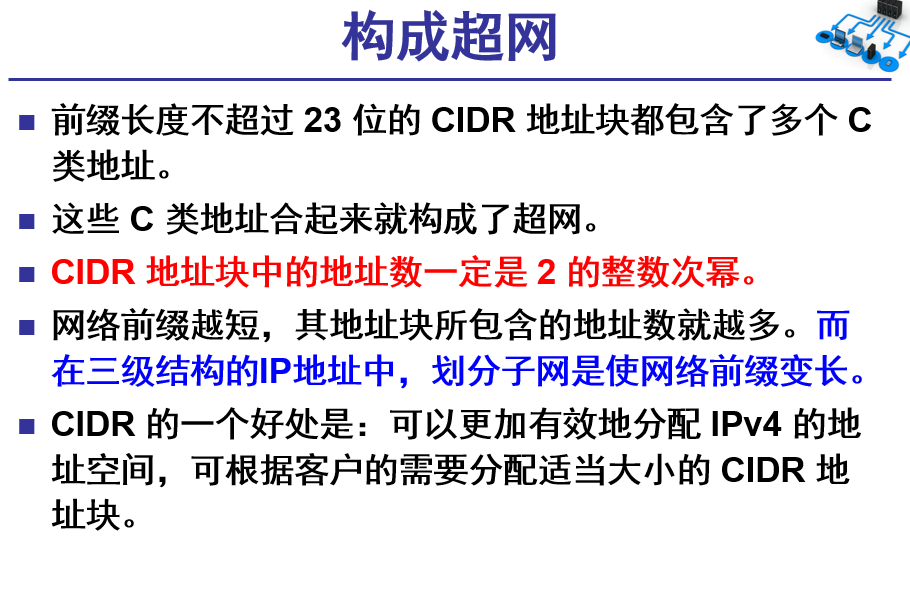 构成超网
前缀长度不超过 23 位的 CIDR 地址块都包含了多个 C
类地址。
这些 C 类地址合起来就构成了超网。
CIDR 地址块中的地址数一定是 2 的整数次幂。
网络前缀越短，其地址块所包含的地址数就越多。而
在三级结构的IP地址中，划分子网是使网络前缀变长。
CIDR 的一个好处是：可以更加有效地分配 IPv4 的地
址空间，可根据客户的需要分配适当大小的 CIDR 地
址块。